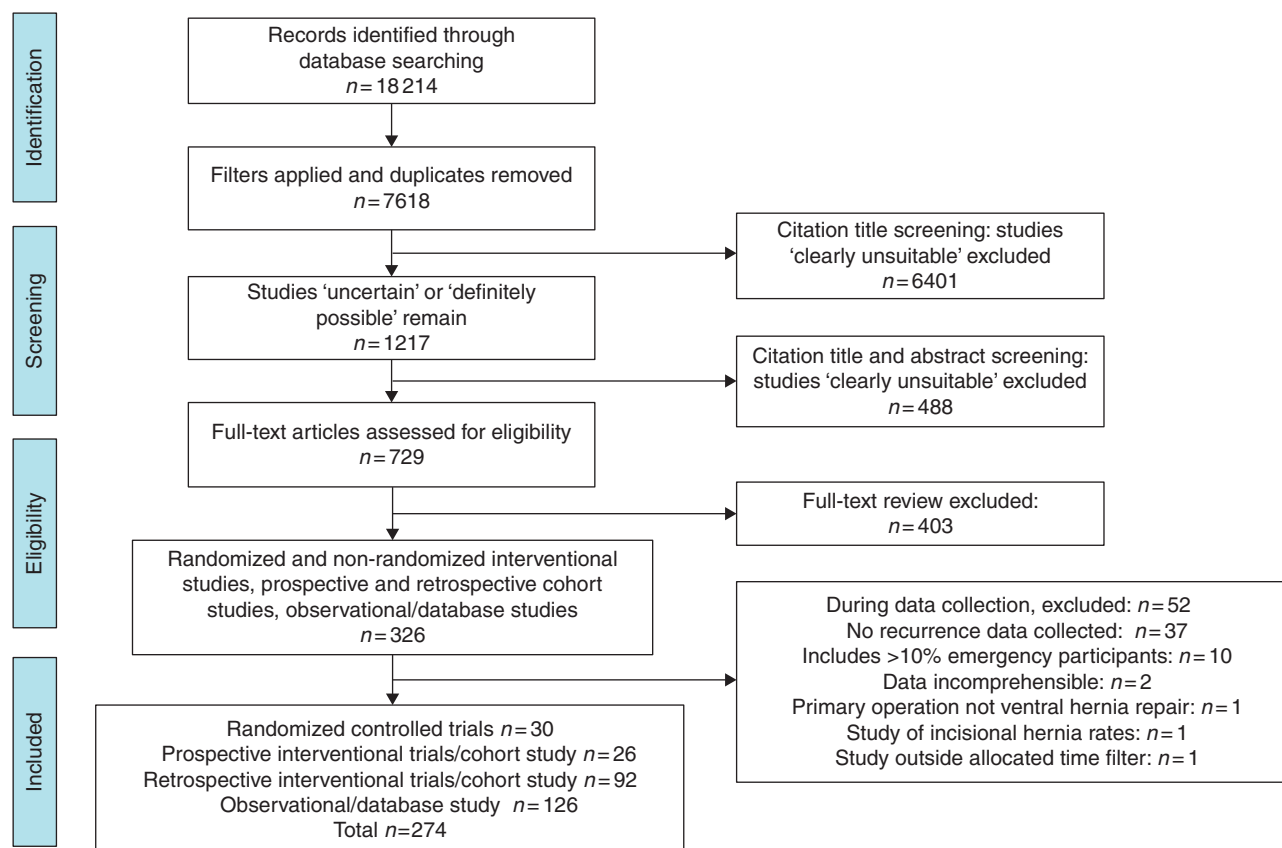 Identification
Records identified through
database searching
n=18 214
Filters applied and duplicates removed
n=7618
Screening
Citation title screening: studies
‘clearly unsuitable’ excluded
n=6401
Studies ‘uncertain’ or ‘definitely
possible’ remain
n=1217
Citation title and abstract screening:
studies ‘clearly unsuitable’ excluded
n=488
Full-text articles assessed for eligibility
n=729
Eligibility
Full-text review excluded:
n=403
Randomized and non-randomized interventional
studies, prospective and retrospective cohort
studies, observational/database studies
n=326
During data collection, excluded: n=52
No recurrence data collected: n=37
Includes >10% emergency participants: n=10
Data incomprehensible: n=2
Primary operation not ventral hernia repair: n=1
Study of incisional hernia rates: n=1
Study outside allocated time filter: n=1
Included
Randomized controlled trials n=30
Prospective interventional trials/cohort study n=26
Retrospective interventional trials/cohort study n=92
Observational/database study n=126
Total n=274